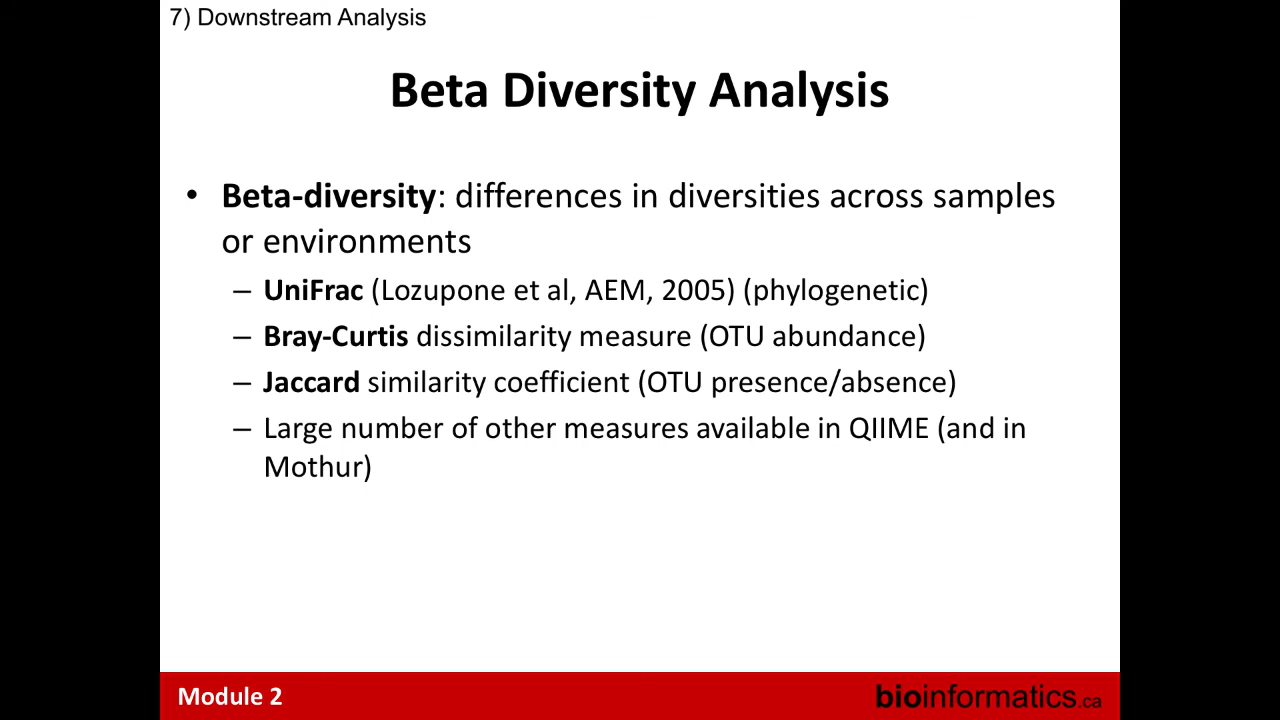 7) Downstream Analysis
Beta Diversity Analysis
• Beta-diversity: differences in diversities across samples
or environments
– UniFrac (Lozupone et al, AEM, 2005) (phylogenetic)
– Bray-Curtis dissimilarity measure (OTU abundance)
– Jaccard similarity coefficient (OTU presence/absence)
– Large number of other measures available in QIIME (and in
Mothur)
Module 2
bioinformatics.ca